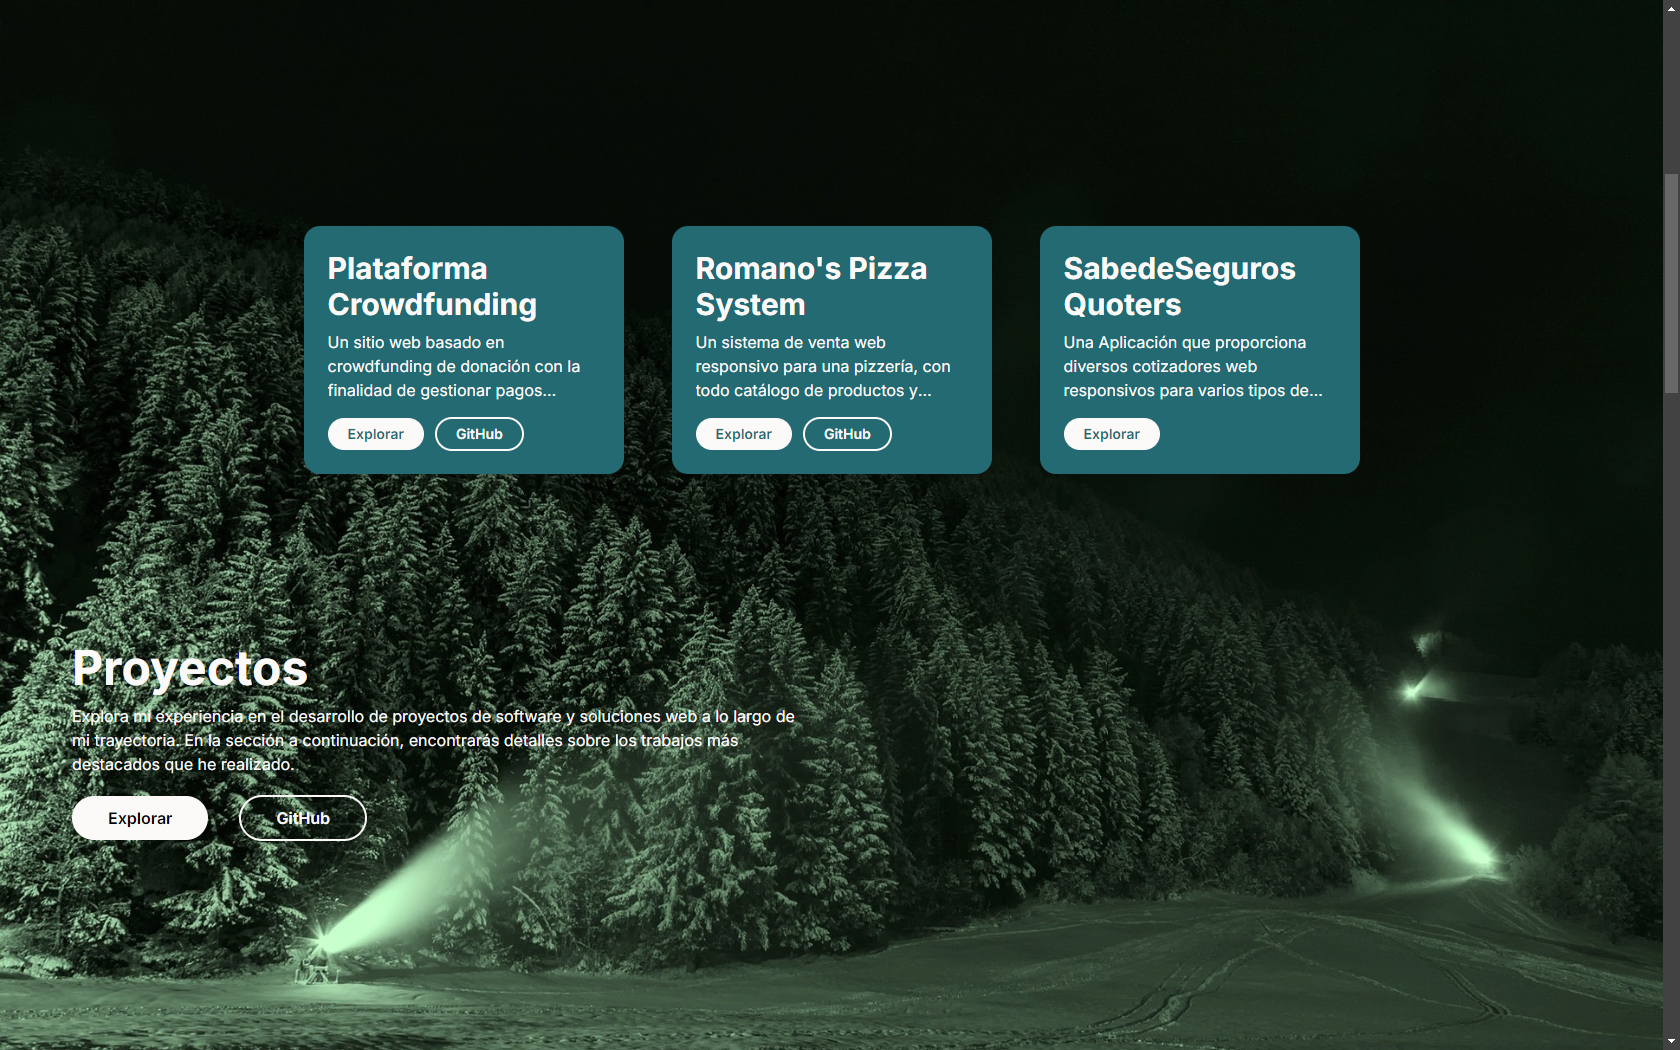 Plataforma
Crowdfunding
Un sitio web basado en
crowdfunding de donación con la
finalidad de gestionar pagos...
Explorar
GitHub
Romano's Pizza
System
Un sistema de venta web
responsivo para una pizzería, con
todo catálogo de productos y...
Explorar
GitHub
SabedeSeguros
Quoters
Una Aplicación que proporciona
diversos cotizadores web
responsivos para varios tipos de...
Explorar
Proyectos
Explora mi experiencia en el desarrollo de proyectos de software y soluciones web a lo largo de
mi trayectoria. En la sección a continuación, encontrarás detalles sobre los trabajos más
destacados que he realizado.
Explorar
GitHub